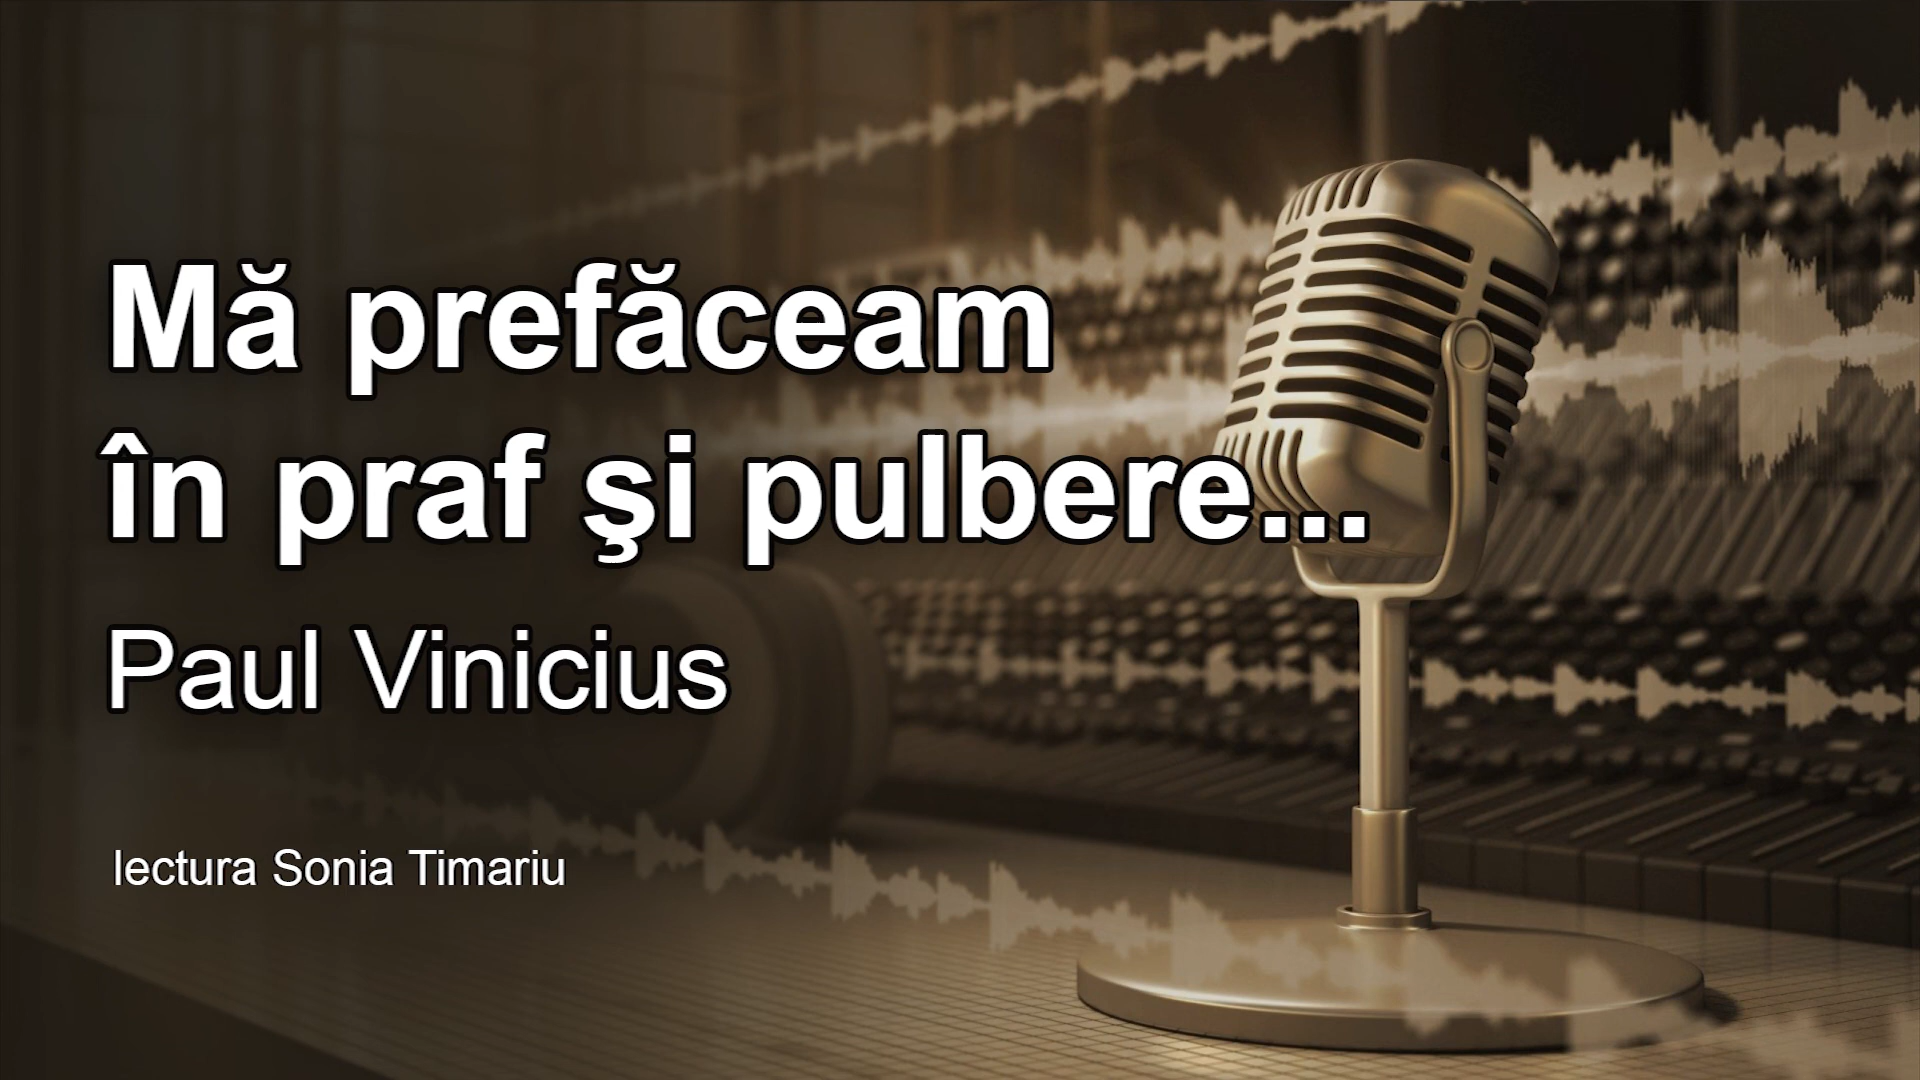 Mă prefăceam
în praf şi pulbere...
Paul Vinicius
lectura Sonia Timariu